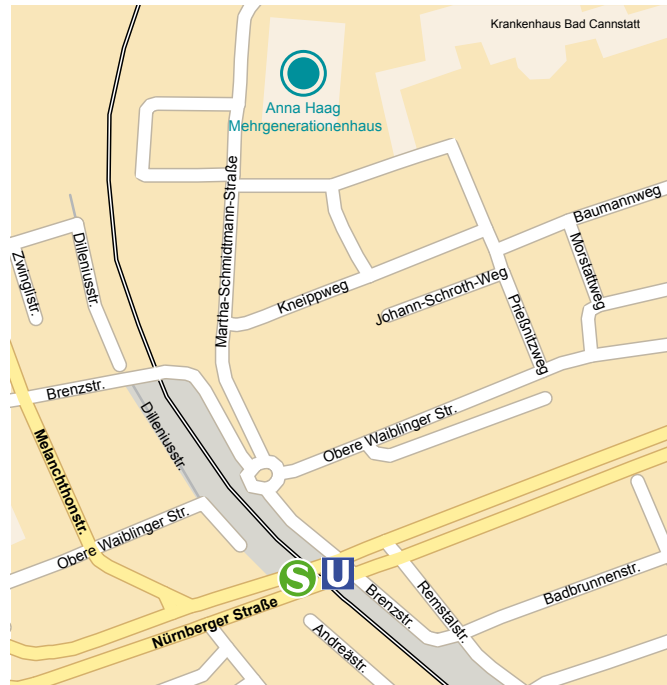 Krankenhaus Bad Cannstatt
Anna Haag
Mehrgenerationenhaus
Martha-Schmidtmann-Straße
Baumannweg
Morstattweg
Zwinglistr.
Dilleniusstr.
Kneippweg
Johann-Schroth-Weg
Prießnitzweg
Brenzstr.
Dilleniusstr.
Melanchthonstr.
Obere Waiblinger Str.
Obere Waiblinger Str.
S
U
Nürnberger Straße
Brenzstr.
Remstalstr.
Badbrunnenstr.
Andreästr.